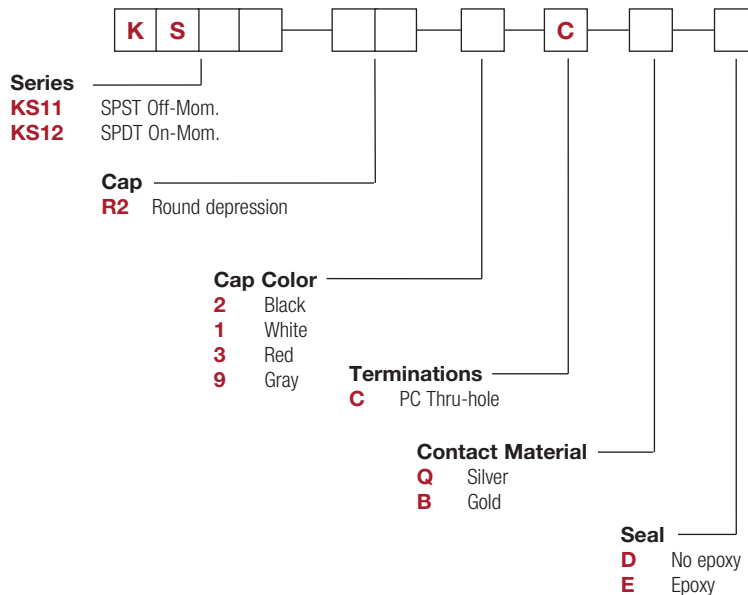 K S C
Series
KS11 SPST Off-Mom.
KS12 SPDT On-Mom.
Cap
R2 Round depression
Cap Color
2 Black
1 White
3 Red
9 Gray
Terminations
C PC Thru-hole
Contact Material
Q Silver
B Gold
Seal
D No epoxy
E Epoxy